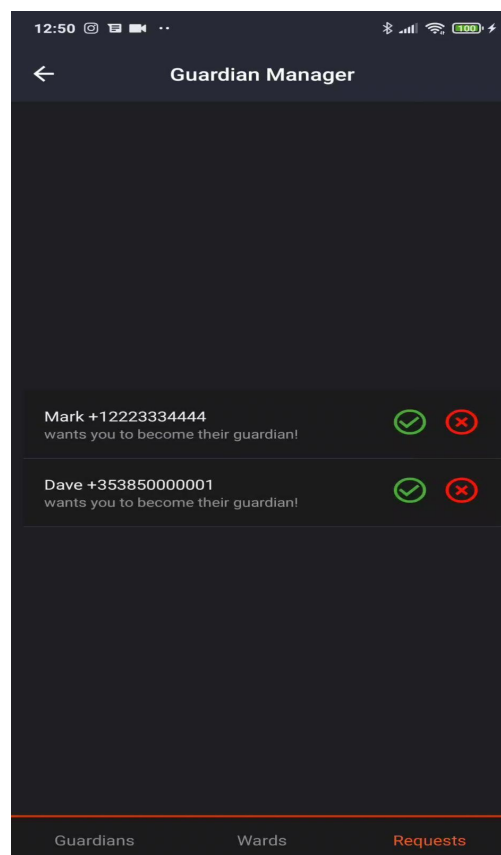 12:50
100
Guardian Manager
Mark +12223334444
wants you to become their guardian!
Dave +353850000001
wants you to become their guardian!
Guardians Wards Requests